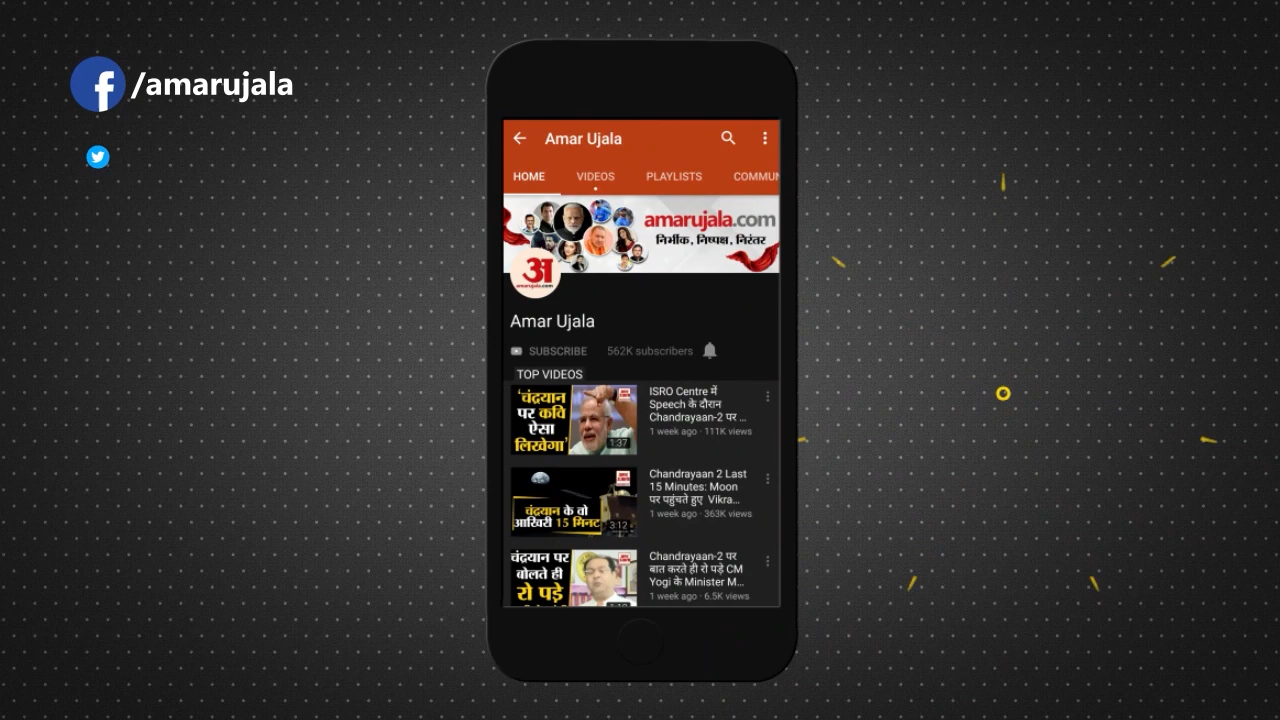 /amarujala
Amar Ujala
HOME VIDEOS PLAYLISTS COMMUN
amarujala.com
निर्भीक, निष्पक्ष, निरंतर
अ
amarujala.com
Amar Ujala
SUBSCRIBE 562K subscribers
TOP VIDEOS
'चंद्रयान
पर कवि
ऐसा
लिखेगा'
1:37
ISRO Centre में
Speech के दौरान
Chandrayaan-2 पर ...
1 week ago · 111K views
चंद्रयान के वो
आखिरी 15 मिनट
3:12
Chandrayaan 2 Last
15 Minutes: Moon
पर पहुंचते हुए Vikra...
1 week ago · 363K views
चंद्रयान पर
बोलते ही
रो पड़े
Chandrayaan-2 पर
बात करते ही रो पड़े CM
Yogi के Minister M...
1 week ago · 6.5K views